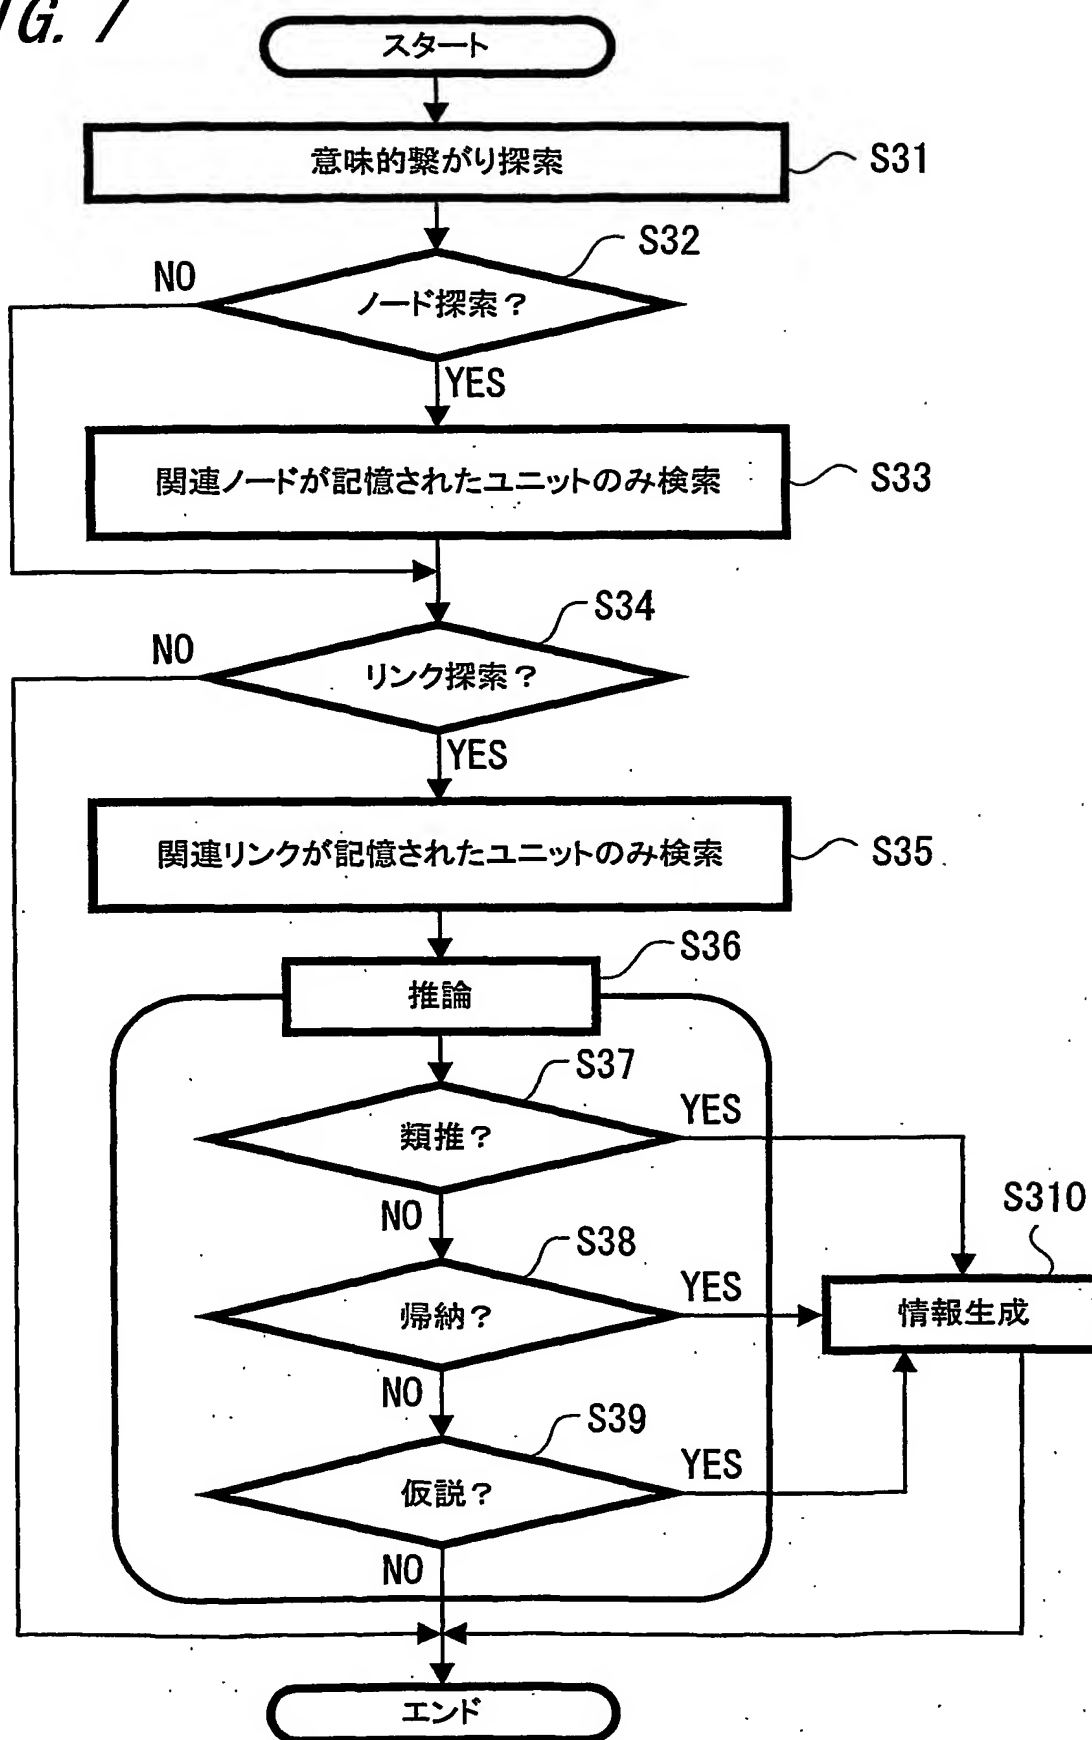 FIG. 7
スタート
意味的繋がり探索
S31
S32
NO
ノード探索？
YES
関連ノードが記憶されたユニットのみ検索
S33
S34
NO
リンク探索？
YES
関連リンクが記憶されたユニットのみ検索
S35
S36
推論
S37
YES
類推？
NO
S310
S38
YES
帰納？
情報生成
NO
S39
YES
仮説？
NO
エンド